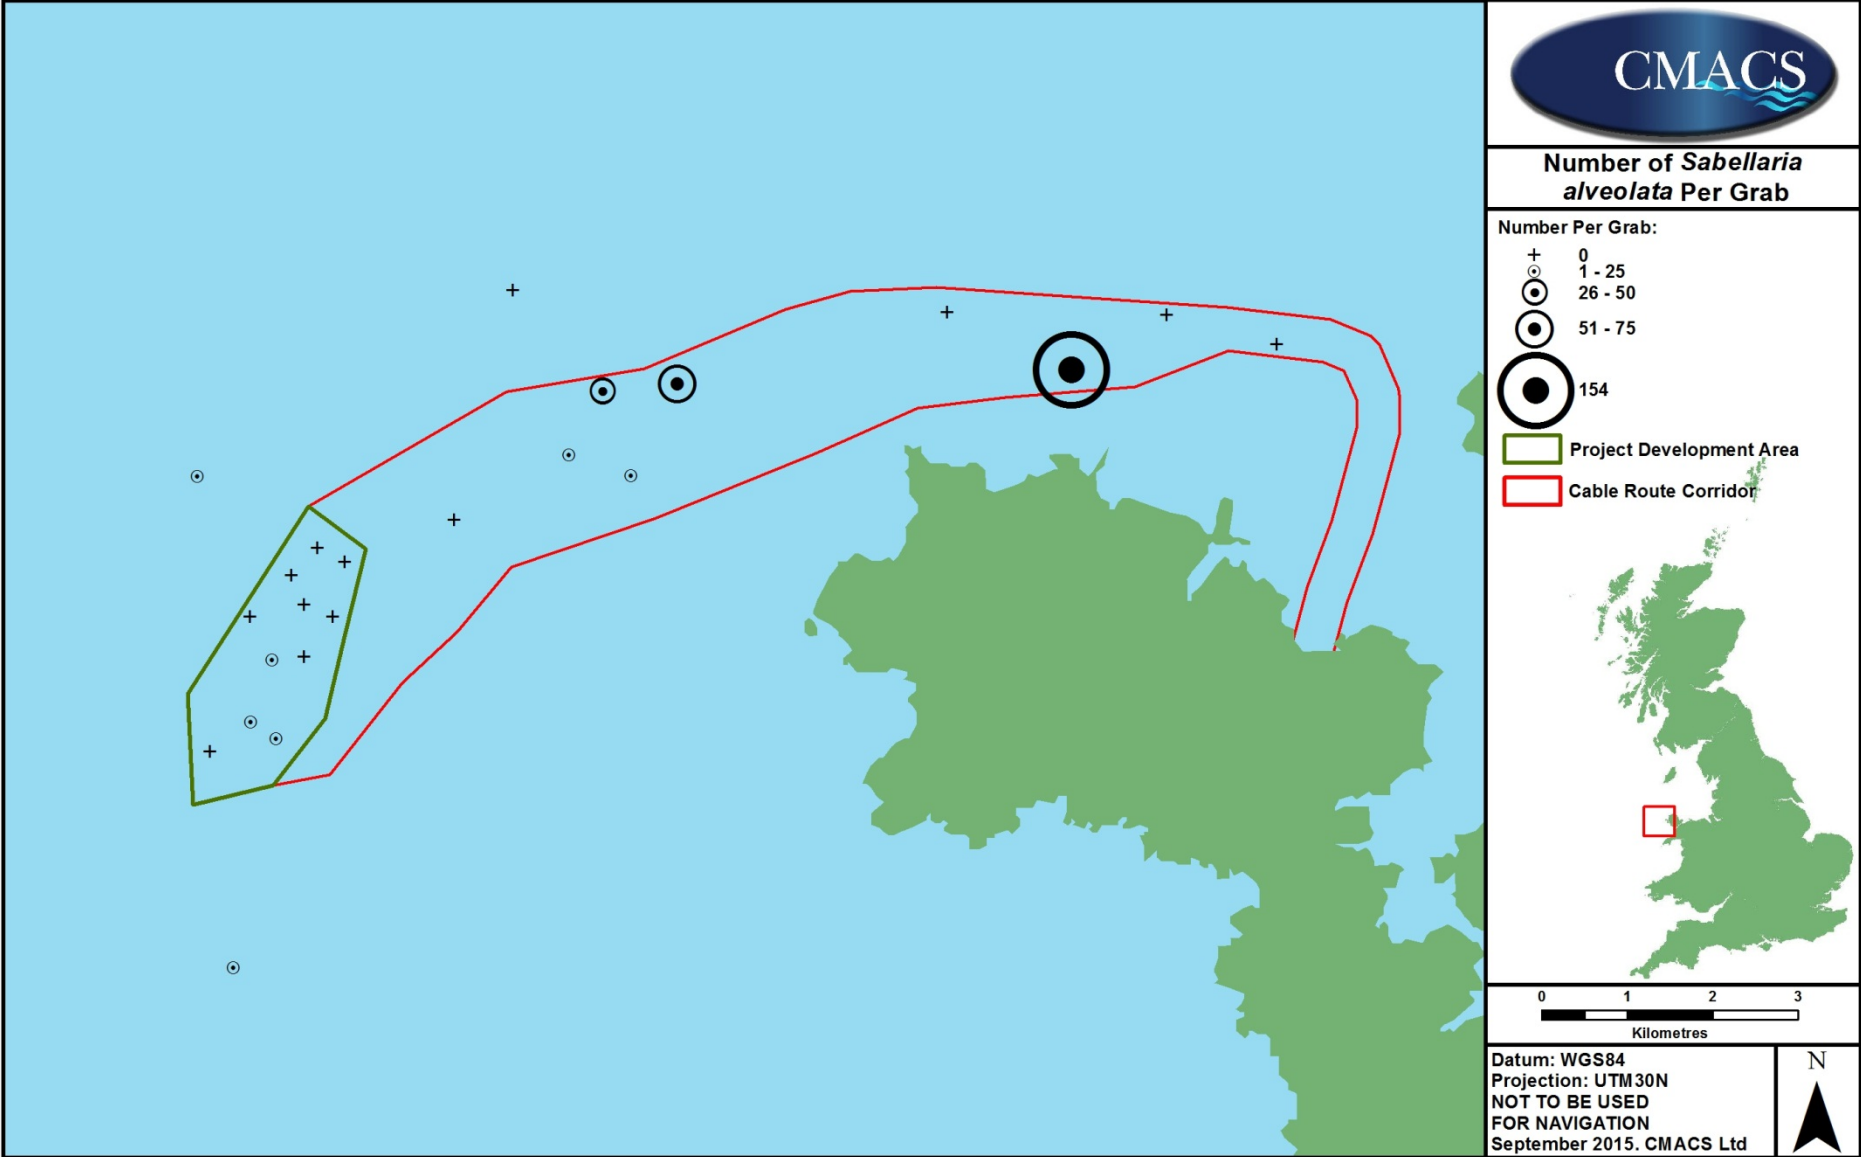 CMACS
Number of Sabellaria
alveolata Per Grab
Number Per Grab:
0
1 - 25
26 - 50
51 - 75
154
Project Development Area
Cable Route Corridor
0 1 2 3
Kilometres
Datum: WGS84
Projection: UTM30N
NOT TO BE USED
FOR NAVIGATION
September 2015. CMACS Ltd
N